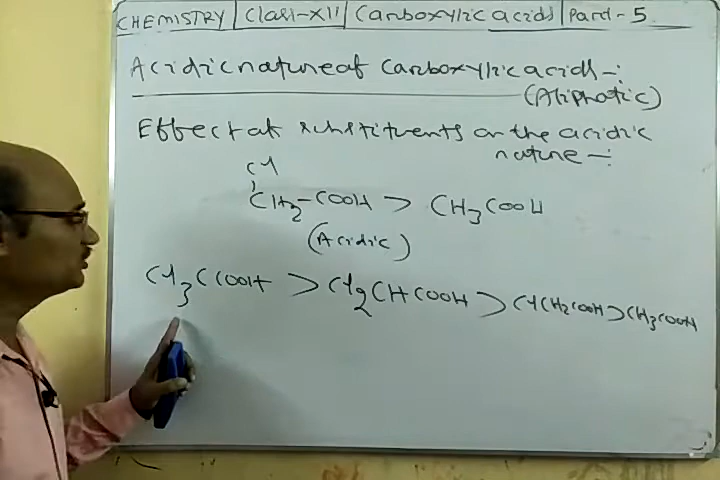 CHEMISTRY | Class-XII | Carboxylic acids | Part-5
Acidic nature of Carboxylic acids -:
(Aliphatic)
Effect of substituents on the acidic
nature -:
Cl
CH2-COOH > CH3COOH
(Acidic)
Cl3CCOOH > Cl2CHCOOH > ClCH2COOH > CH3COOH